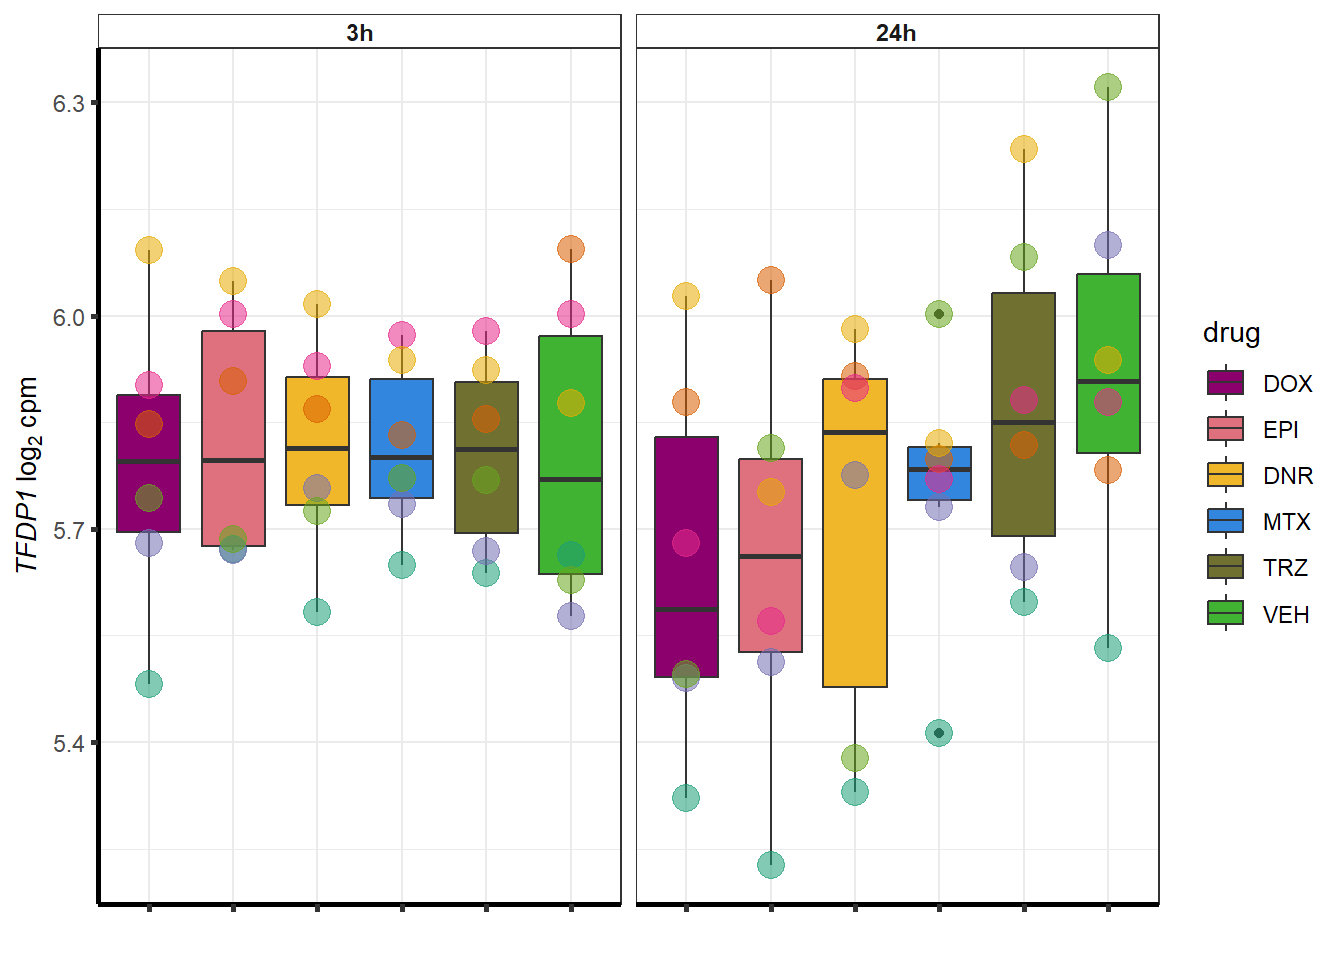 3h
24h
6.3
6.0
5.7
5.4
TFDP1 log2 cpm
drug
DOX
EPI
DNR
MTX
TRZ
VEH